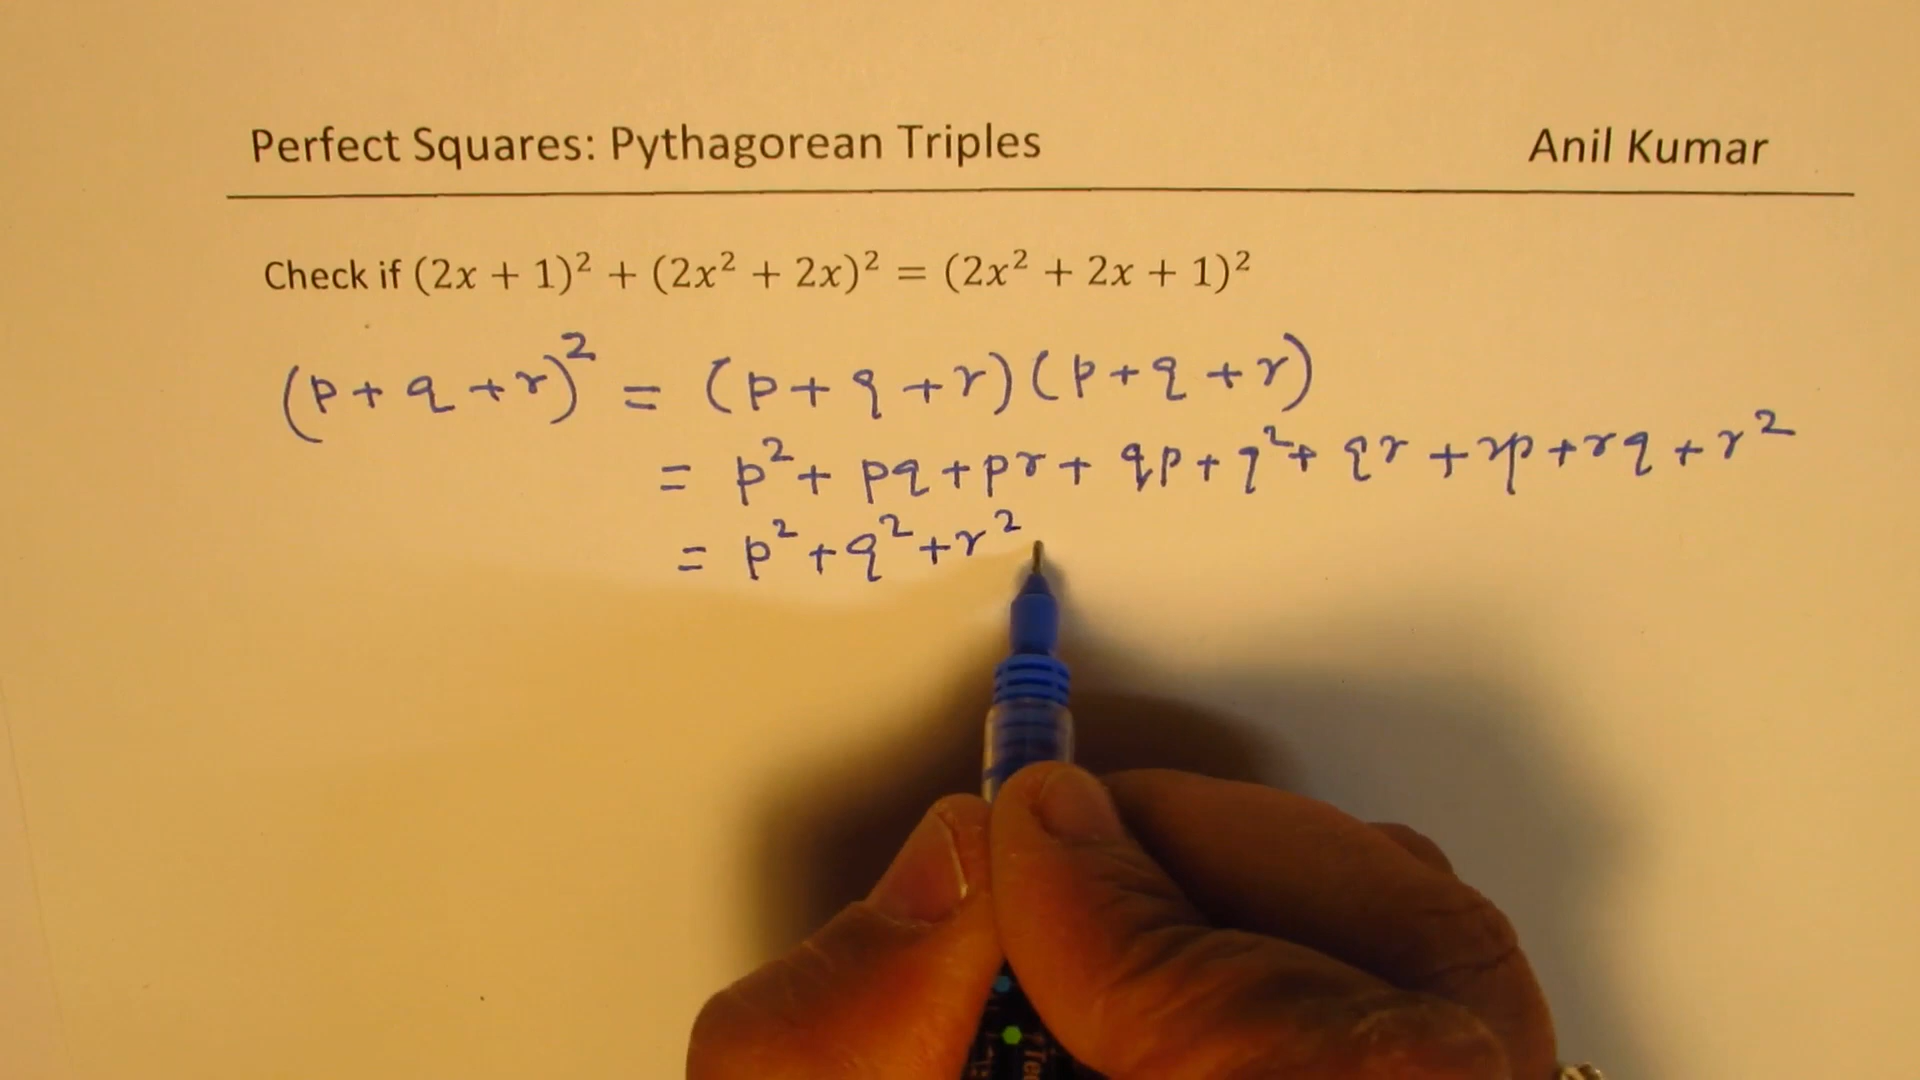 Perfect Squares: Pythagorean Triples Anil Kumar
Check if (2x + 1)² + (2x² + 2x)² = (2x² + 2x + 1)²
(p + q + r)² = (p + q + r)(p + q + r)
= p² + pq + pr + qp + q² + qr + rp + rq + r²
= p² + q² + r²